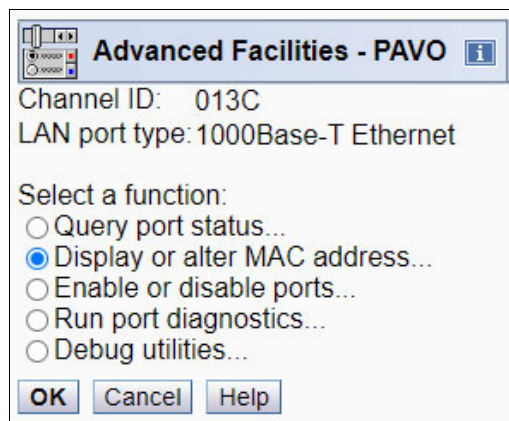 Advanced Facilities - PAVO i
Channel ID: 013C
LAN port type: 1000Base-T Ethernet
Select a function:
Query port status...
Display or alter MAC address...
Enable or disable ports...
Run port diagnostics...
Debug utilities...
OK Cancel Help